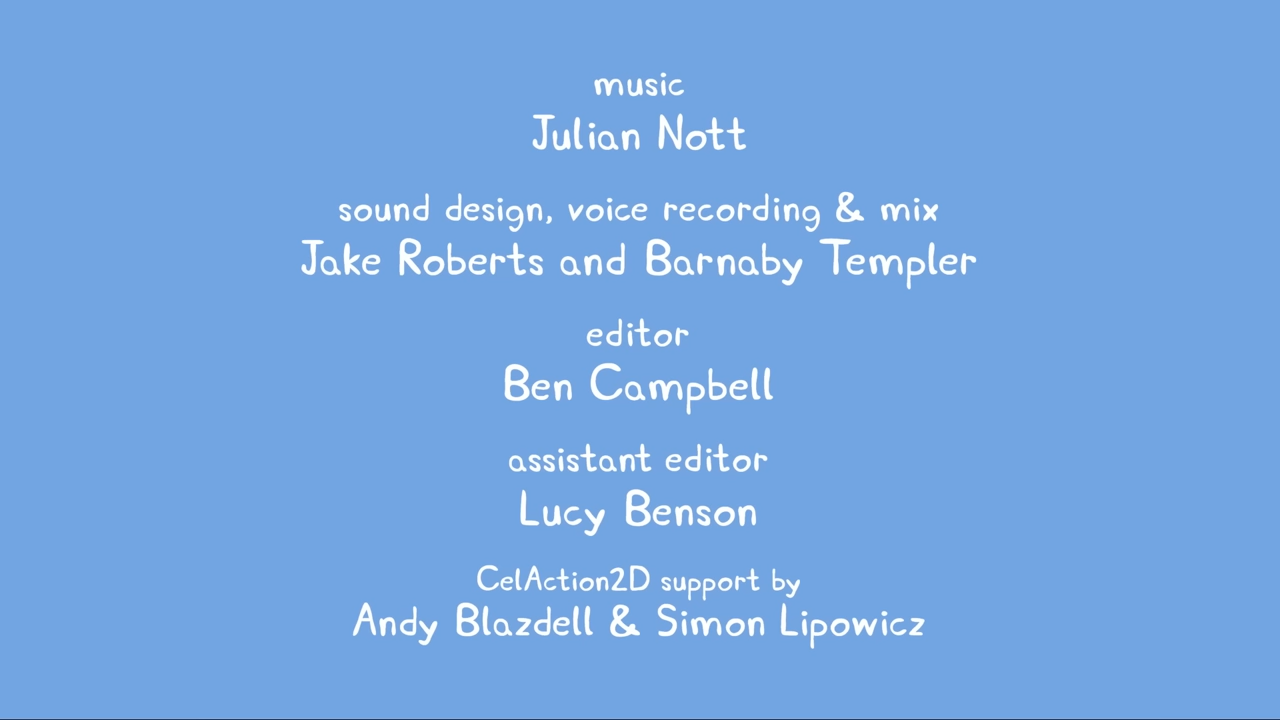 music
Julian Nott
sound design, voice recording & mix
Jake Roberts and Barnaby Templer
editor
Ben Campbell
assistant editor
Lucy Benson
CelAction2D support by
Andy Blazdell & Simon Lipowicz